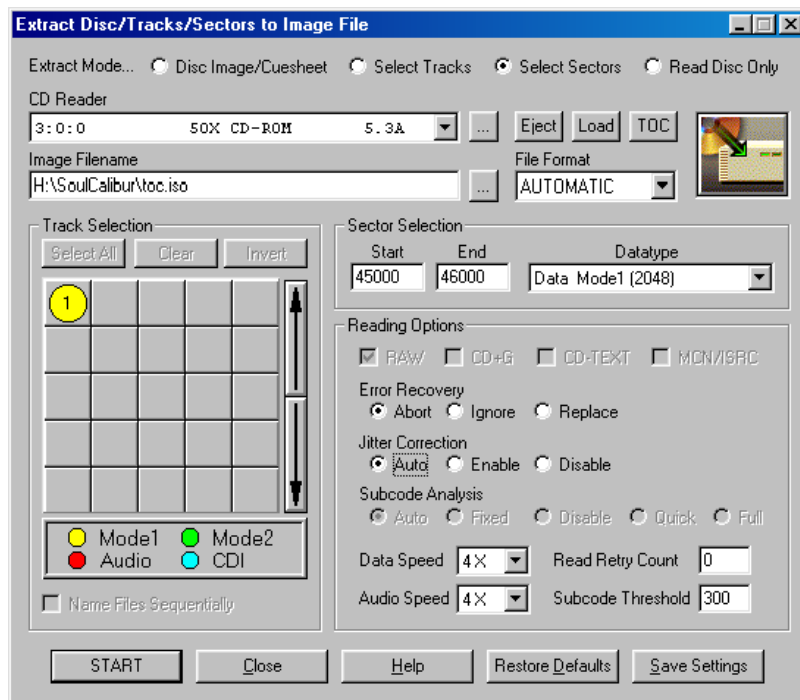 Extract Disc/Tracks/Sectors to Image File
Extract Mode... Disc Image/Cuesheet Select Tracks Select Sectors Read Disc Only
CD Reader
3:0:0 50X CD-ROM 5.3A ... Eject Load TOC
Image Filename File Format
H:\SoulCalibur\toc.iso ... AUTOMATIC
Track Selection
Select All Clear Invert
1
Mode1 Mode2
Audio CDI
Name Files Sequentially
Sector Selection
Start End Datatype
45000 46000 Data Mode1 (2048)
Reading Options
RAW CD+G CD-TEXT MCN/ISRC
Error Recovery
Abort Ignore Replace
Jitter Correction
Auto Enable Disable
Subcode Analysis
Auto Fixed Disable Quick Full
Data Speed 4X Read Retry Count 0
Audio Speed 4X Subcode Threshold 300
START Close Help Restore Defaults Save Settings